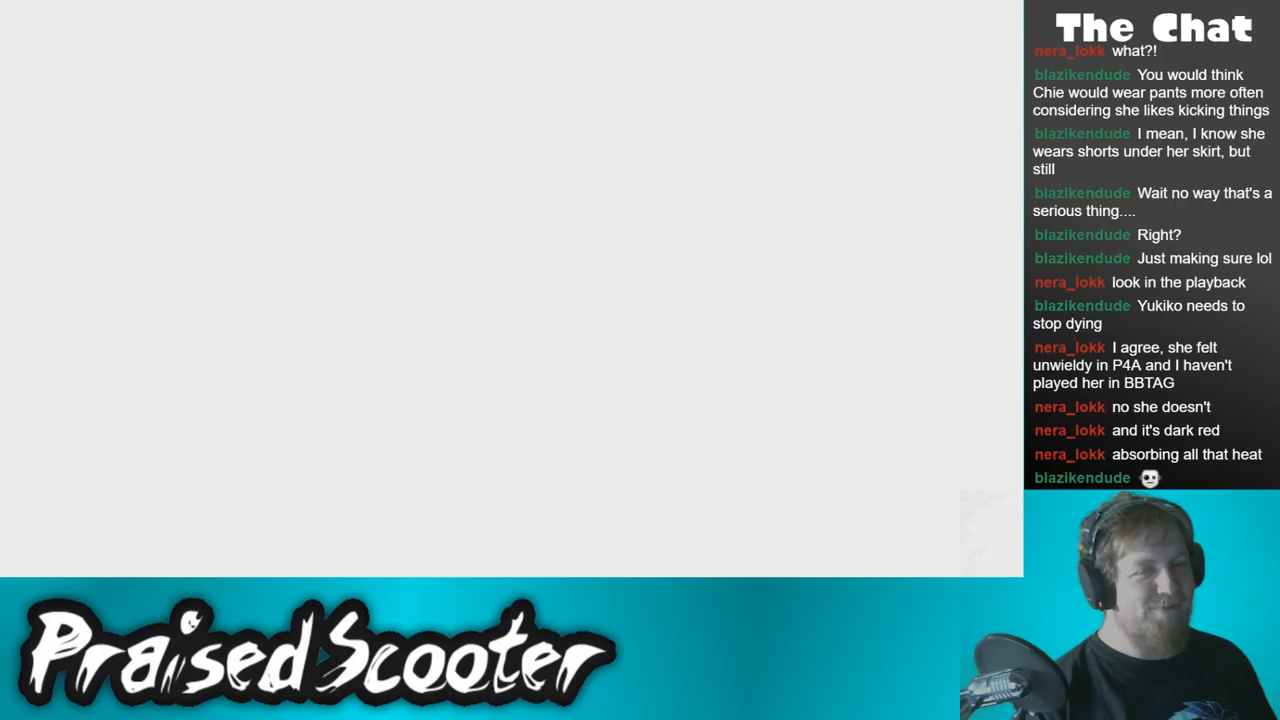 The Chat
nera_lokk what?!
blazikendude You would think
Chie would wear pants more often
considering she likes kicking things
blazikendude I mean, I know she
wears shorts under her skirt, but
still
blazikendude Wait no way that's a
serious thing....
blazikendude Right?
blazikendude Just making sure lol
nera_lokk look in the playback
blazikendude Yukiko needs to
stop dying
nera_lokk I agree, she felt
unwieldy in P4A and I haven't
played her in BBTAG
nera_lokk no she doesn't
nera_lokk and it's dark red
nera_lokk absorbing all that heat
blazikendude
PraisedScooter